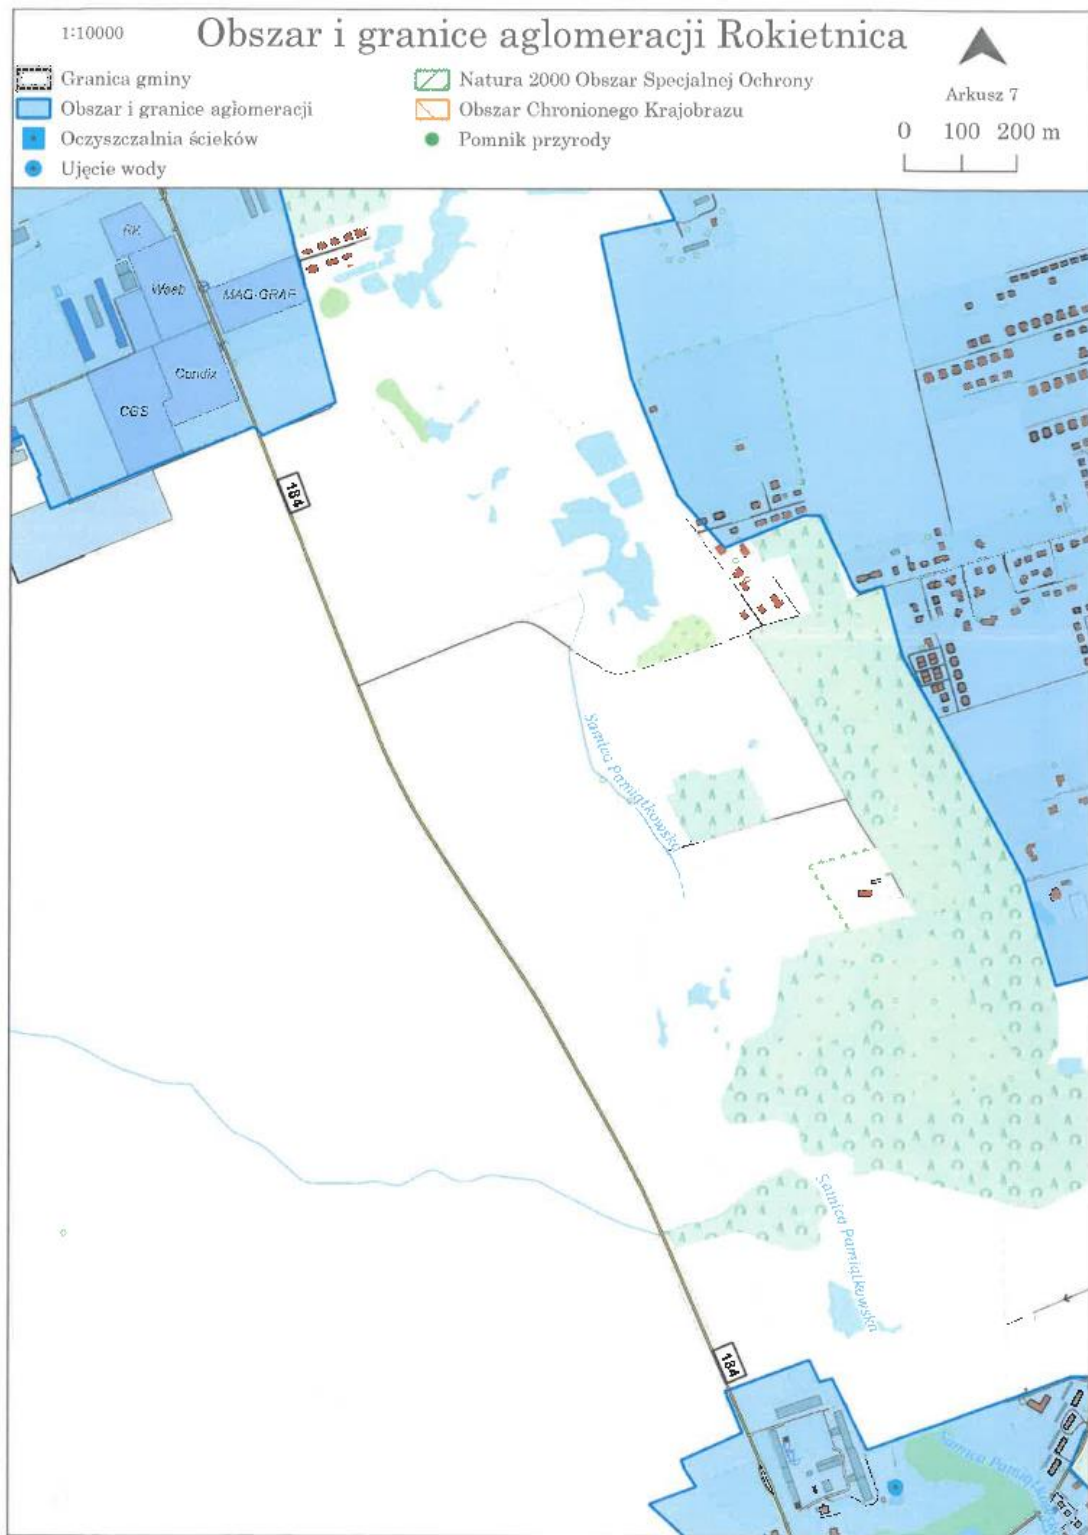 1:10000
Obszar i granice aglomeracji Rokietnica
Granica gminy
Obszar i granice aglomeracji
Oczyszczalnia ścieków
Ujęcie wody
Natura 2000 Obszar Specjalnej Ochrony
Obszar Chronionego Krajobrazu
Pomnik przyrody
Arkusz 7
0 100 200 m
RK
MAG-GRAF
Candix
CGS
184
Samica Pamiątkowska
Samica Pamiątkowska
184
Samica